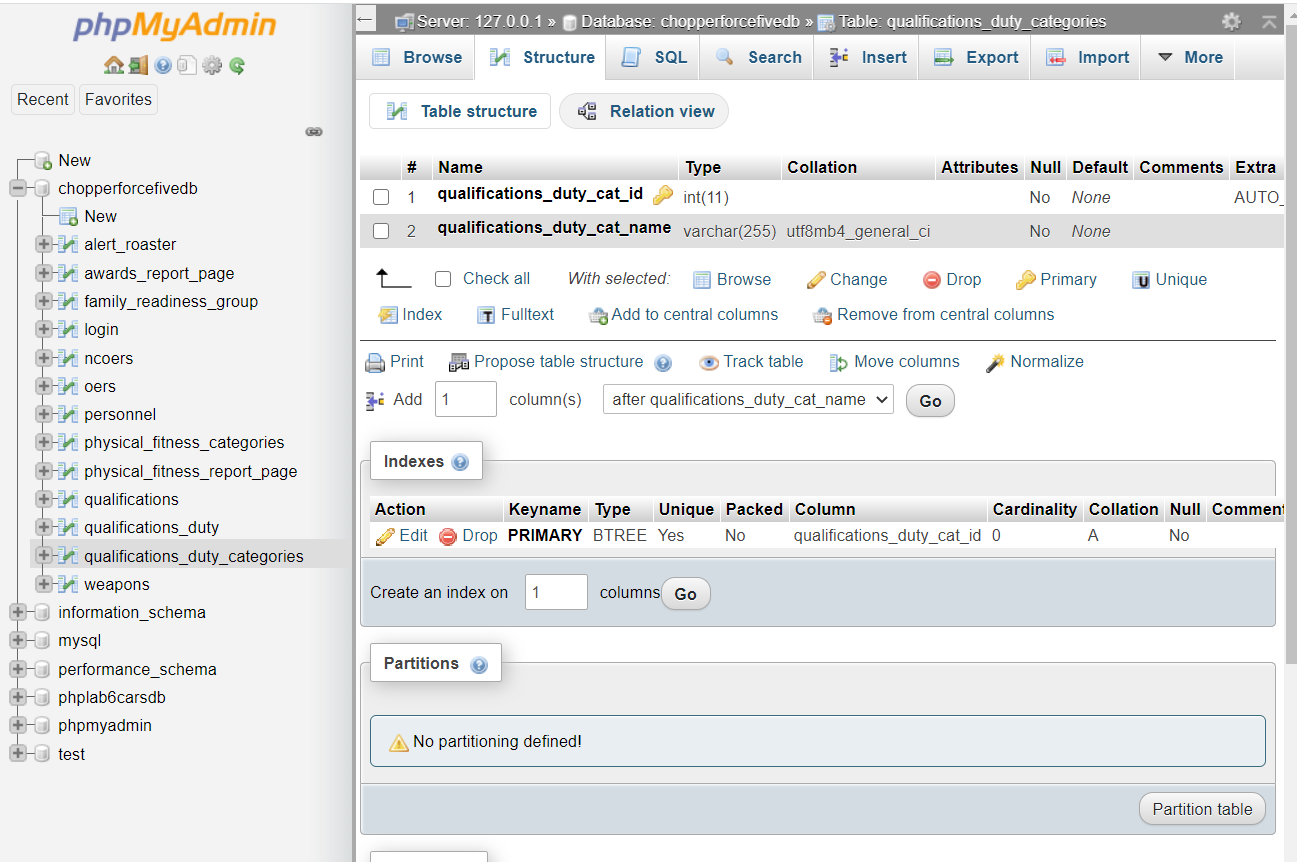 phpMyAdmin
Recent Favorites
New
chopperforcefivedb
New
alert_roaster
awards_report_page
family_readiness_group
login
ncoers
oers
personnel
physical_fitness_categories
physical_fitness_report_page
qualifications
qualifications_duty
qualifications_duty_categories
weapons
information_schema
mysql
performance_schema
phplab6carsdb
phpmyadmin
test
Server: 127.0.0.1 » Database: chopperforcefivedb » Table: qualifications_duty_categories
Browse Structure SQL Search Insert Export Import More
Table structure Relation view
# Name Type Collation Attributes Null Default Comments Extra
1 qualifications_duty_cat_id int(11) No None AUTO_
2 qualifications_duty_cat_name varchar(255) utf8mb4_general_ci No None
Check all With selected: Browse Change Drop Primary Unique
Index Fulltext Add to central columns Remove from central columns
Print Propose table structure Track table Move columns Normalize
Add 1 column(s) after qualifications_duty_cat_name Go
Indexes
Action Keyname Type Unique Packed Column Cardinality Collation Null Comment
Edit Drop PRIMARY BTREE Yes No qualifications_duty_cat_id 0 A No
Create an index on 1 columns Go
Partitions
No partitioning defined!
Partition table